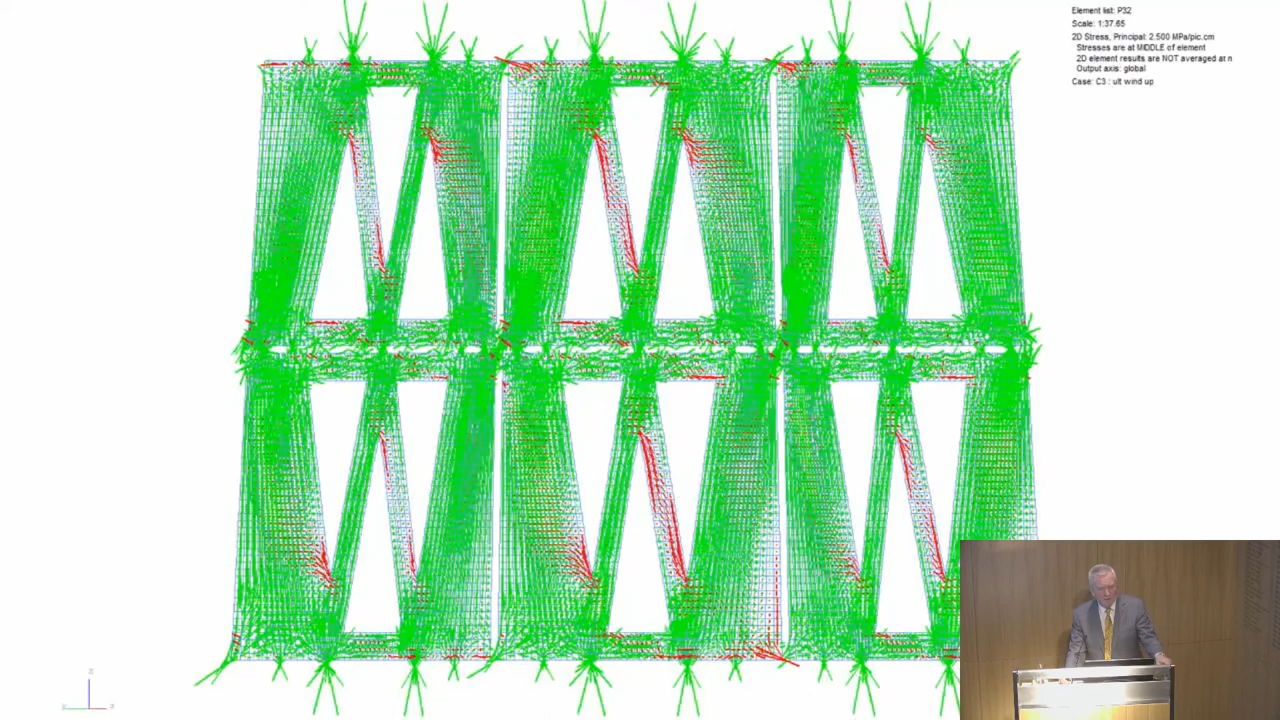 Element list: P32
Scale: 1:37.65
2D Stress, Principal: 2.500 MPa/pic.cm
Stresses are at MIDDLE of element
2D element results are NOT averaged at n
Output axis: global
Case: C3 : ult wind up